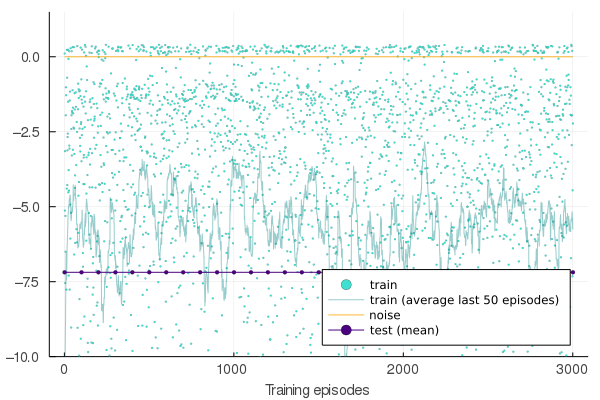 0.0
−2.5
−5.0
−7.5
−10.0
train
train (average last 50 episodes)
noise
test (mean)
0 1000 2000 3000
Training episodes